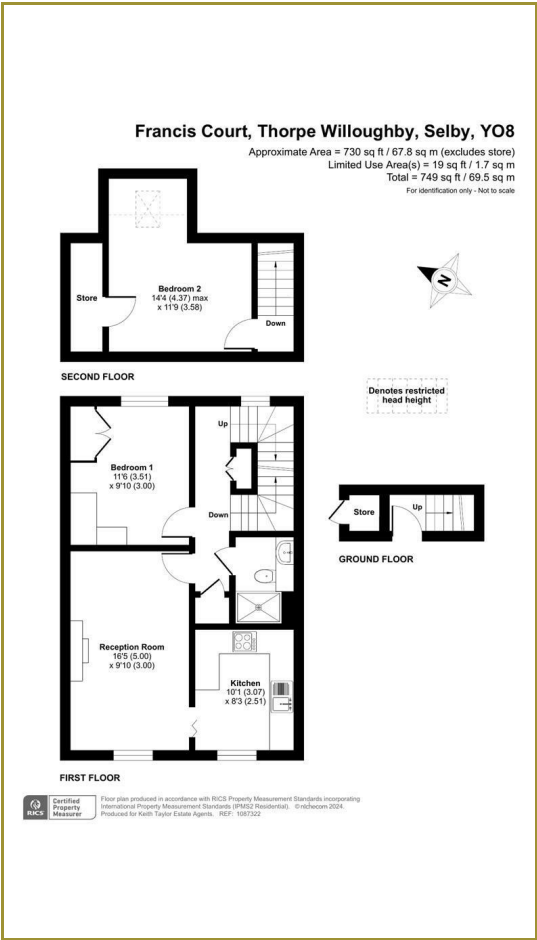 Francis Court, Thorpe Willoughby, Selby, YO8
Approximate Area = 730 sq ft / 67.8 sq m (excludes store)
Limited Use Area(s) = 19 sq ft / 1.7 sq m
Total = 749 sq ft / 69.5 sq m
For identification only - Not to scale
Store
Bedroom 2
14'4 (4.37) max
x 11'9 (3.58)
Down
SECOND FLOOR
N
Denotes restricted
head height
Up
Bedroom 1
11'6 (3.51)
x 9'10 (3.00)
Down
Reception Room
16'5 (5.00)
x 9'10 (3.00)
Kitchen
10'1 (3.07)
x 8'3 (2.51)
FIRST FLOOR
Store
Up
GROUND FLOOR
RICS
Certified
Property
Measurer
Floor plan produced in accordance with RICS Property Measurement Standards incorporating
International Property Measurement Standards (IPMS2 Residential). ©nichecom 2024.
Produced for Keith Taylor Estate Agents. REF: 1087322